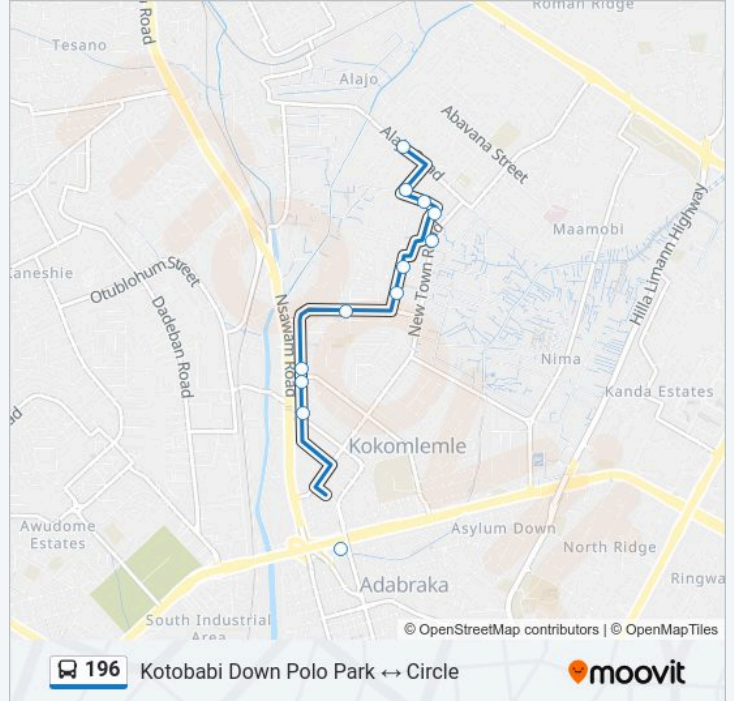 Roman Ridge
Road
Tesano
Alajo
Abavana Street
Maamobi
Hilla Limann Highway
Otublohum Street
Dadeban Road
Nsawam Road
New Town Road
Nima
Kanda Estates
Kokomlemle
Awudome
Estates
Asylum Down
North Ridge
Adabraka
South Industrial
Area
© OpenStreetMap contributors | © OpenMapTiles
196 Kotobabi Down Polo Park ↔ Circle
moovit